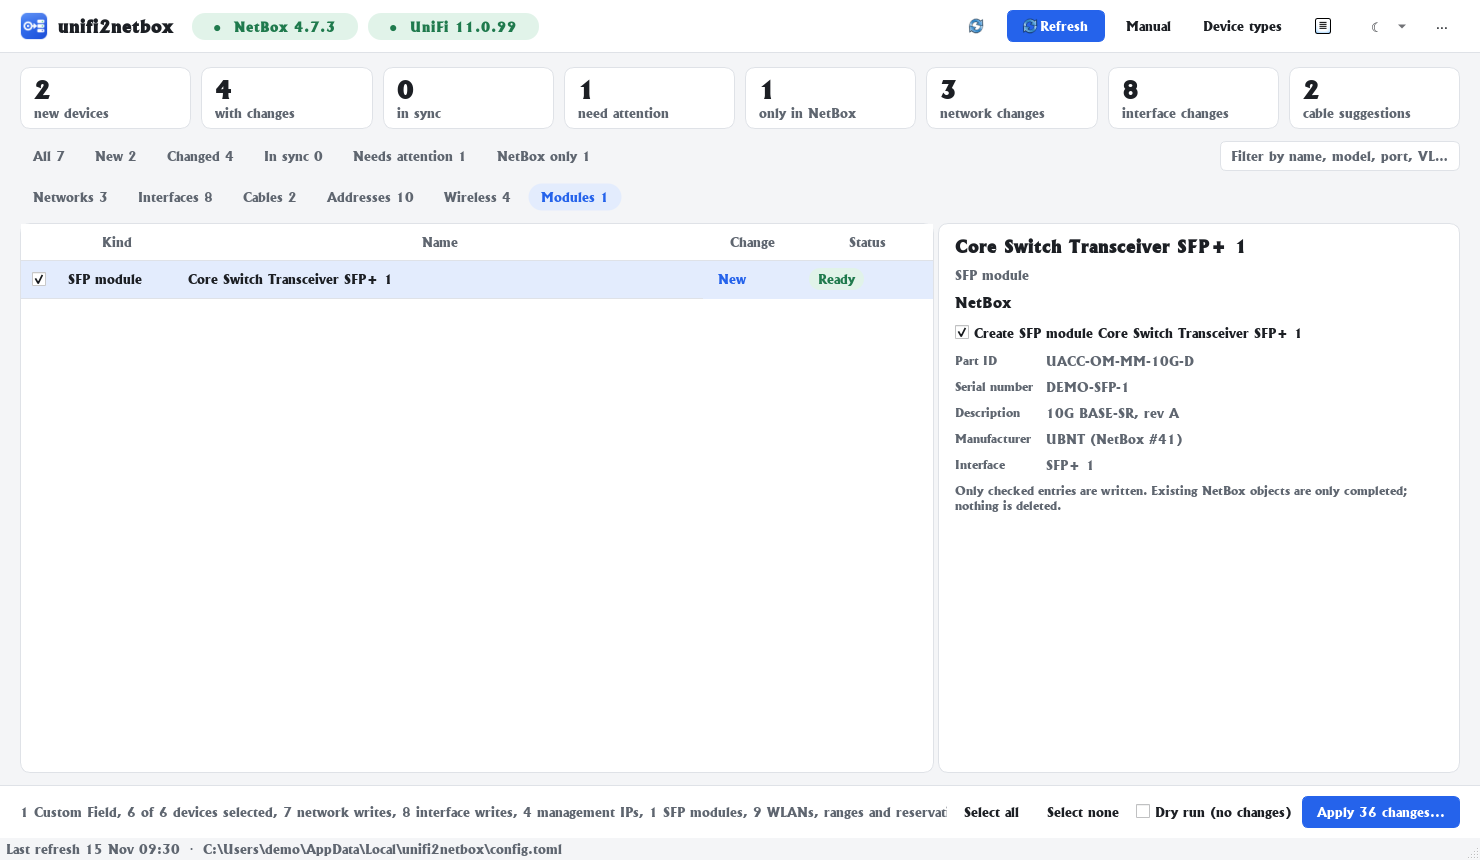 unifi2netbox
● NetBox 4.7.3
● UniFi 11.0.99
Refresh
Manual
Device types
...
2
new devices
4
with changes
0
in sync
1
need attention
1
only in NetBox
3
network changes
8
interface changes
2
cable suggestions
All 7
New 2
Changed 4
In sync 0
Needs attention 1
NetBox only 1
Filter by name, model, port, VL...
Networks 3
Interfaces 8
Cables 2
Addresses 10
Wireless 4
Modules 1
Kind
Name
Change
Status
SFP module
Core Switch Transceiver SFP+ 1
New
Ready
Core Switch Transceiver SFP+ 1
SFP module
NetBox
Create SFP module Core Switch Transceiver SFP+ 1
Part ID UACC-OM-MM-10G-D
Serial number DEMO-SFP-1
Description 10G BASE-SR, rev A
Manufacturer UBNT (NetBox #41)
Interface SFP+ 1
Only checked entries are written. Existing NetBox objects are only completed;
nothing is deleted.
1 Custom Field, 6 of 6 devices selected, 7 network writes, 8 interface writes, 4 management IPs, 1 SFP modules, 9 WLANs, ranges and
Select all
Select none
Dry run (no changes)
Apply 36 changes...
Last refresh 15 Nov 09:30 · C:\Users\demo\AppData\Local\unifi2netbox\config.toml